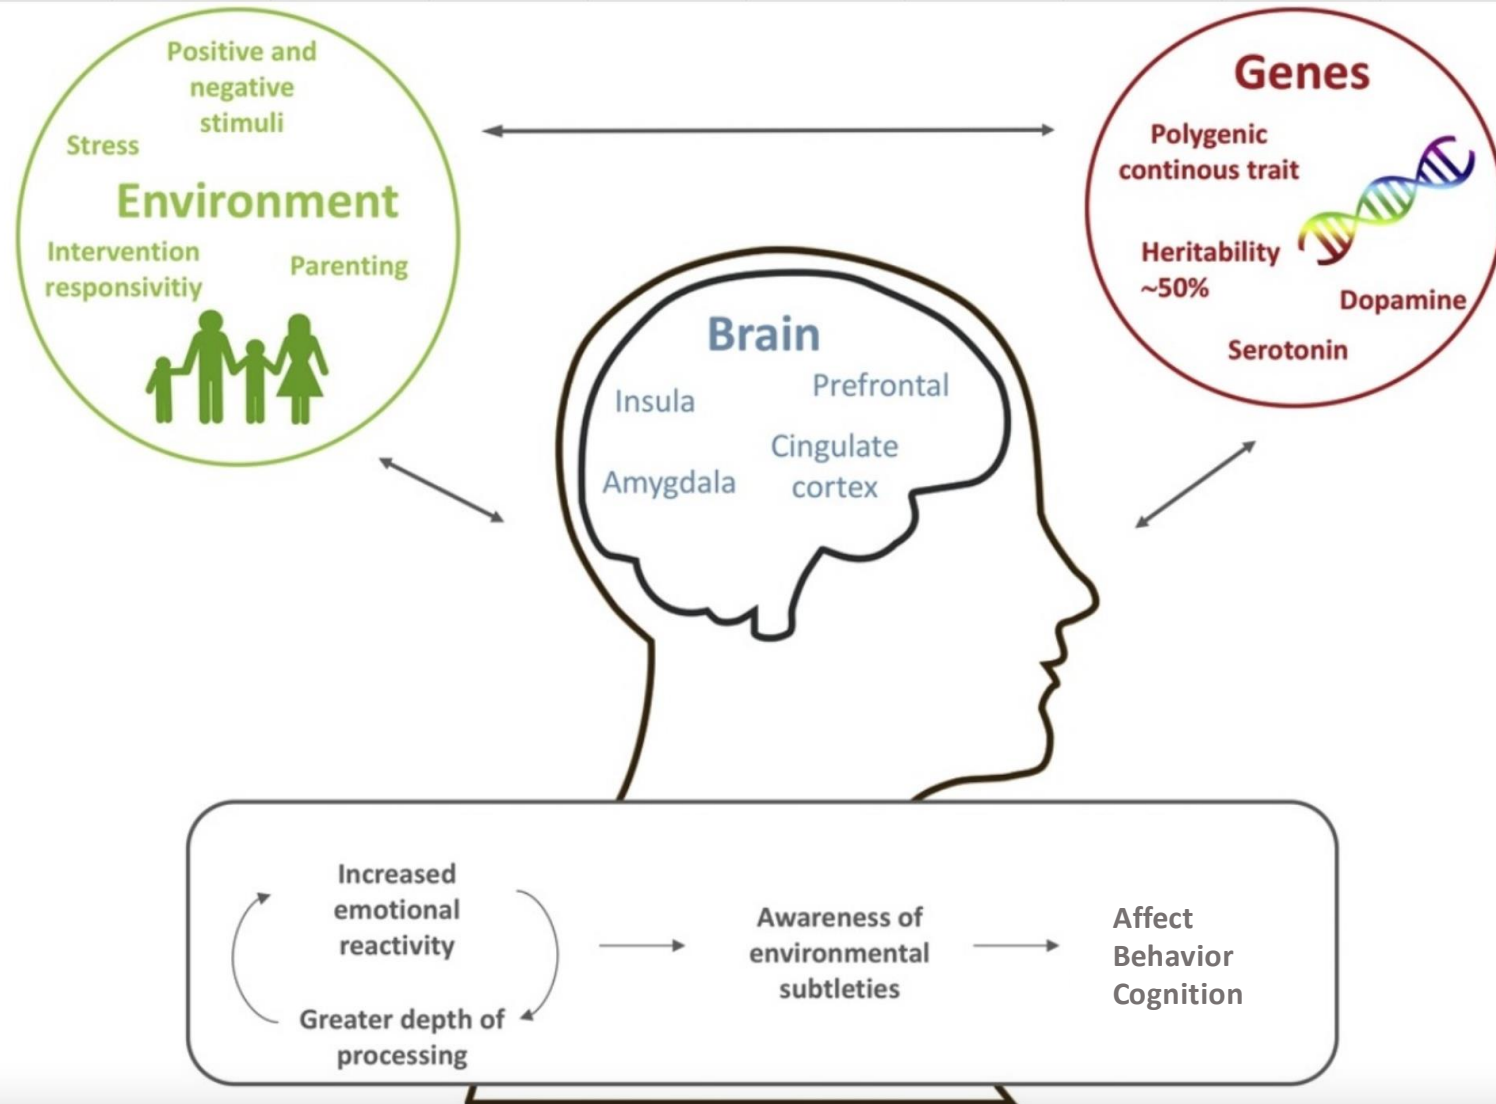 Positive and
negative
stimuli
Stress
Environment
Intervention
responsivitiy
Parenting
Genes
Polygenic
continous trait
Heritability
~50%
Dopamine
Serotonin
Brain
Insula
Prefrontal
Cingulate
cortex
Amygdala
Increased
emotional
reactivity
Greater depth of
processing
Awareness of
environmental
subtleties
Affect
Behavior
Cognition